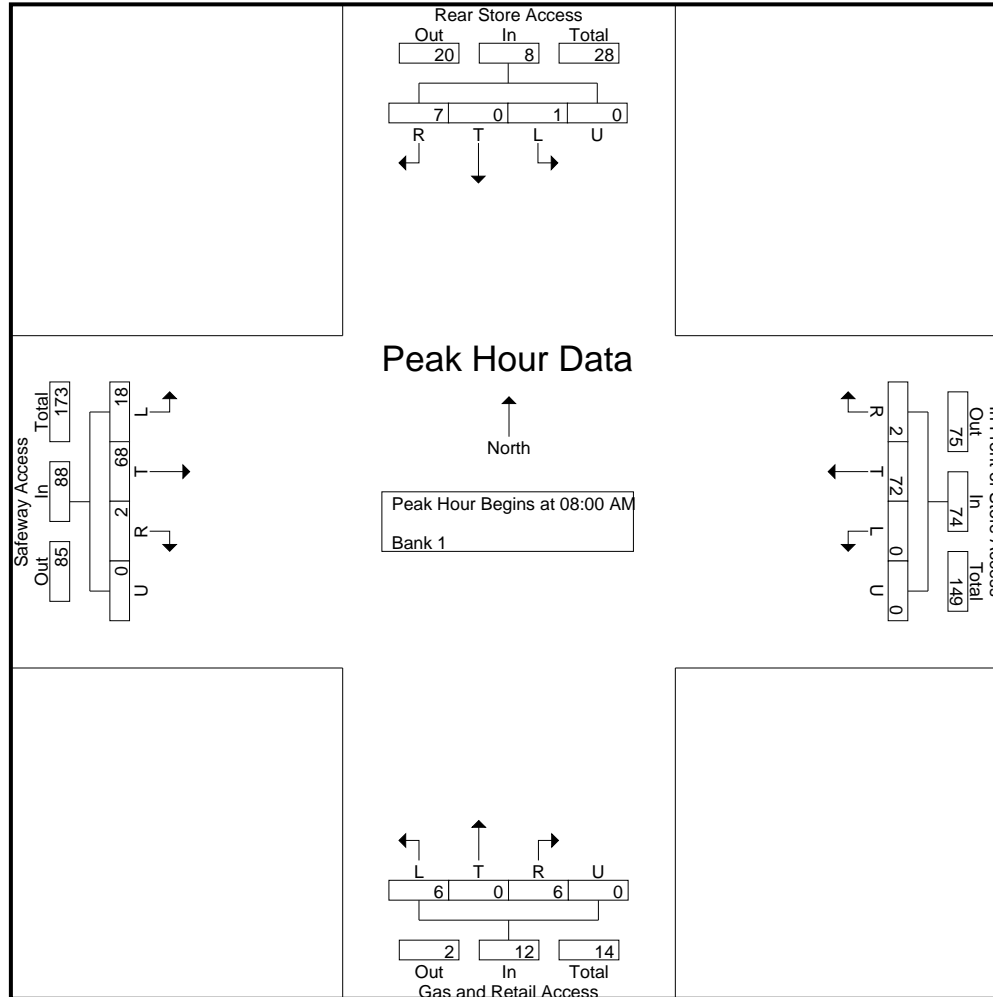 Rear Store Access
Out In Total
20 8 28
7 0 1 0
R T L U
Peak Hour Data
North
Peak Hour Begins at 08:00 AM
Bank 1
Safeway Access
Total In Out
173 88 85
18 68 2 0
L T R U
R T L U
2 72 0 0
Out In Total
75 74 149
Store Access
L T R U
6 0 6 0
2 12 14
Out In Total
Gas and Retail Access